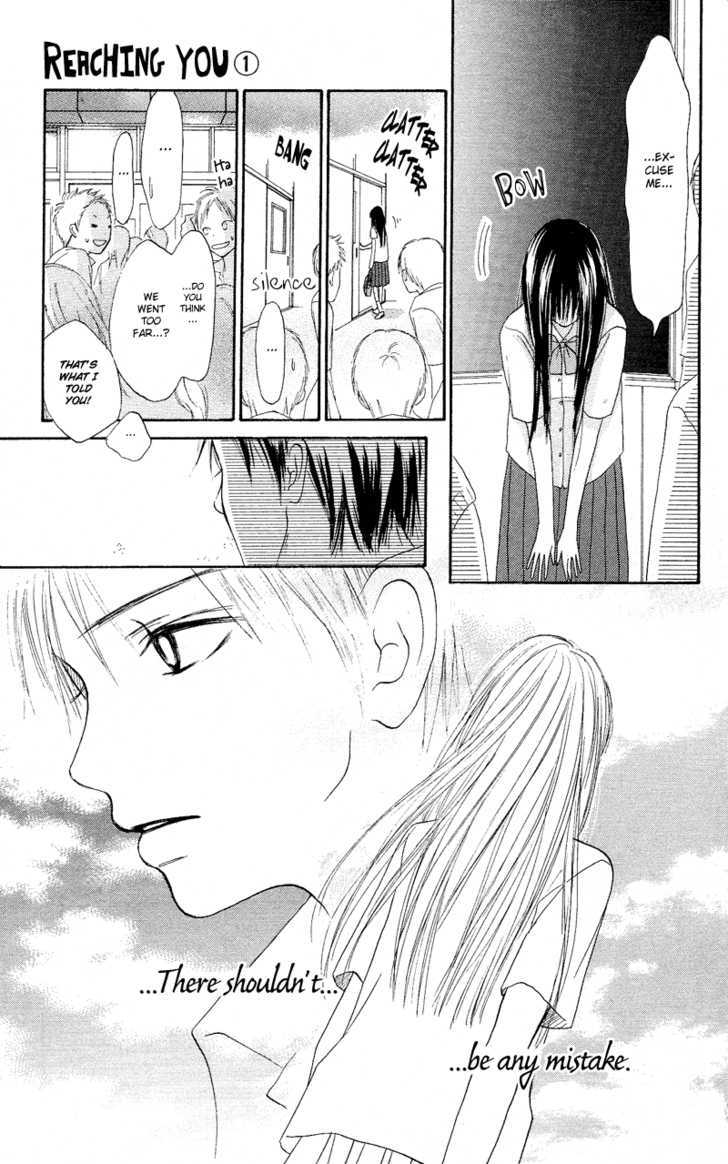 REACHING YOU ①
...EX-
CUSE
ME...
BOW
CLATTER
CLATTER
BANG
silence
...
...
...
Ha
ha
...DO
YOU
THINK
...
WE
WENT
TOO
FAR...?
THAT'S
WHAT I
TOLD
YOU!
...
...There shouldn't...
...be any mistake.